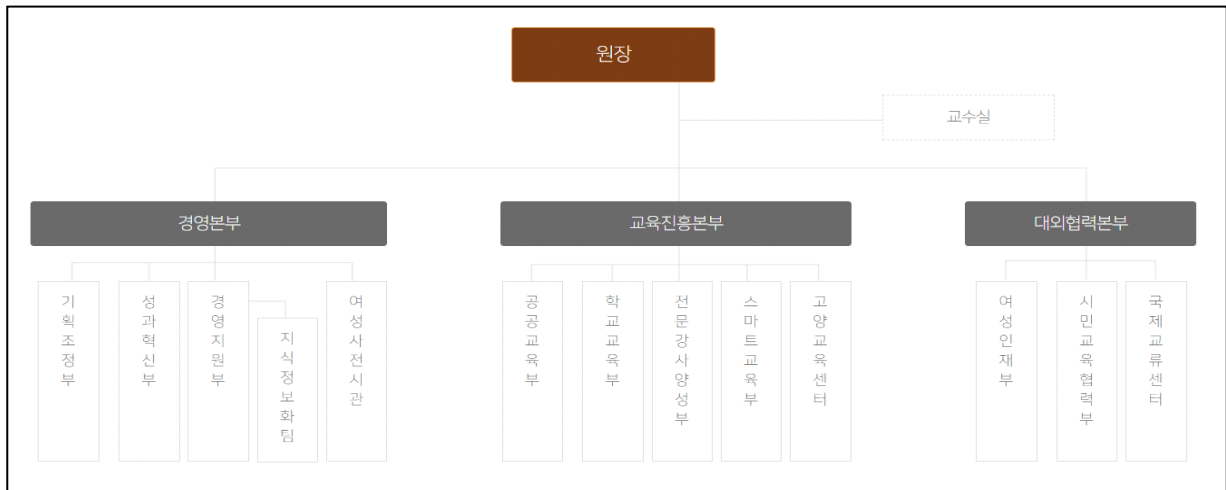 원장
교수실
경영본부
교육진흥본부
대외협력본부
기획조정부
성과혁신부
경영지원부
지식정보화팀
여성사전시관
공공교육부
학교교육부
전문강사양성부
스마트교육부
고양교육센터
여성인재부
시민교육협력부
국제교류센터